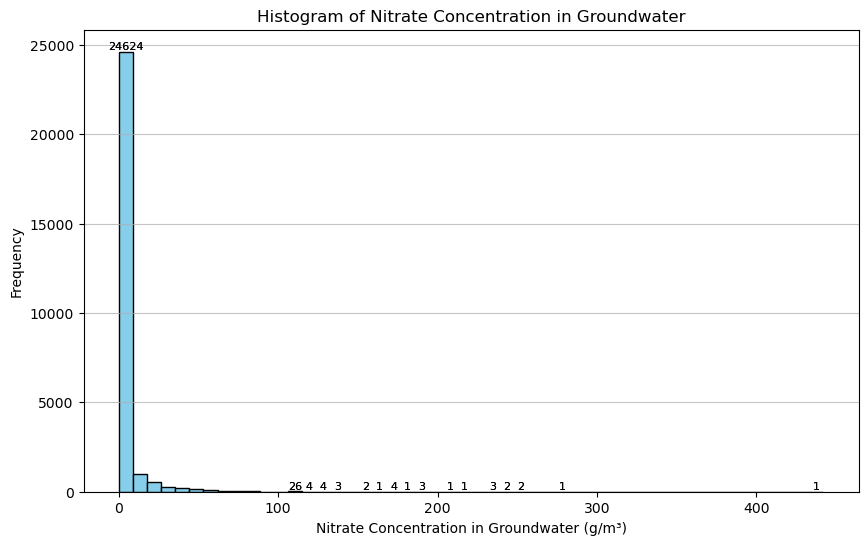 Histogram of Nitrate Concentration in Groundwater
24624
25000
20000
15000
10000
5000
0
Frequency
26 4 4 3 2 1 4 1 3 1 1 3 2 2 1 1
0 100 200 300 400
Nitrate Concentration in Groundwater (g/m³)